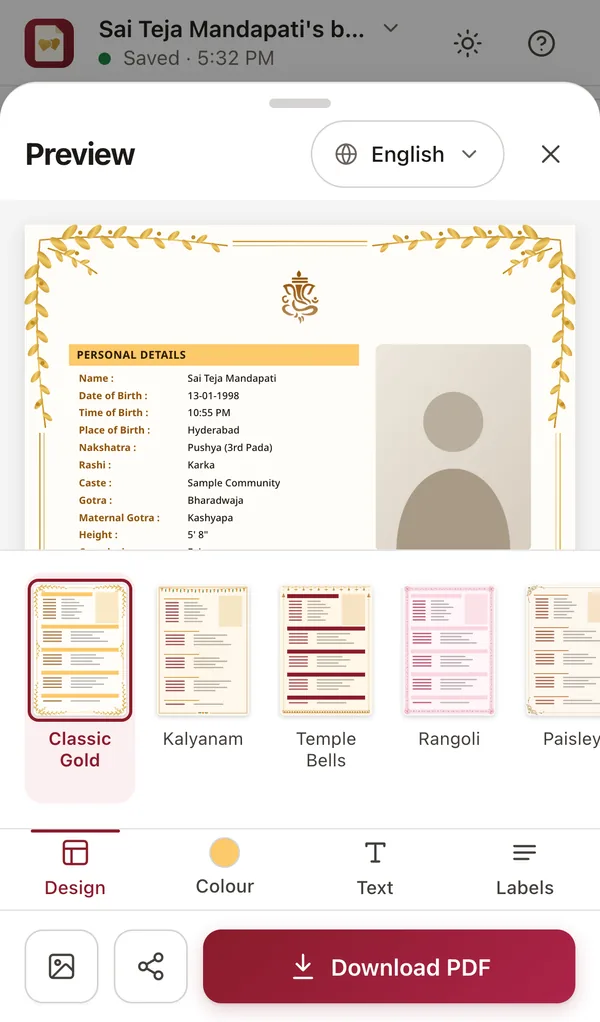 Sai Teja Mandapati's b...
Saved · 5:32 PM
Preview
English
PERSONAL DETAILS
Name : Sai Teja Mandapati
Date of Birth : 13-01-1998
Time of Birth : 10:55 PM
Place of Birth : Hyderabad
Nakshatra : Pushya (3rd Pada)
Rashi : Karka
Caste : Sample Community
Gotra : Bharadwaja
Maternal Gotra : Kashyapa
Height : 5' 8"
Classic
Gold
Kalyanam
Temple
Bells
Rangoli
Paisley
Design
Colour
Text
Labels
Download PDF